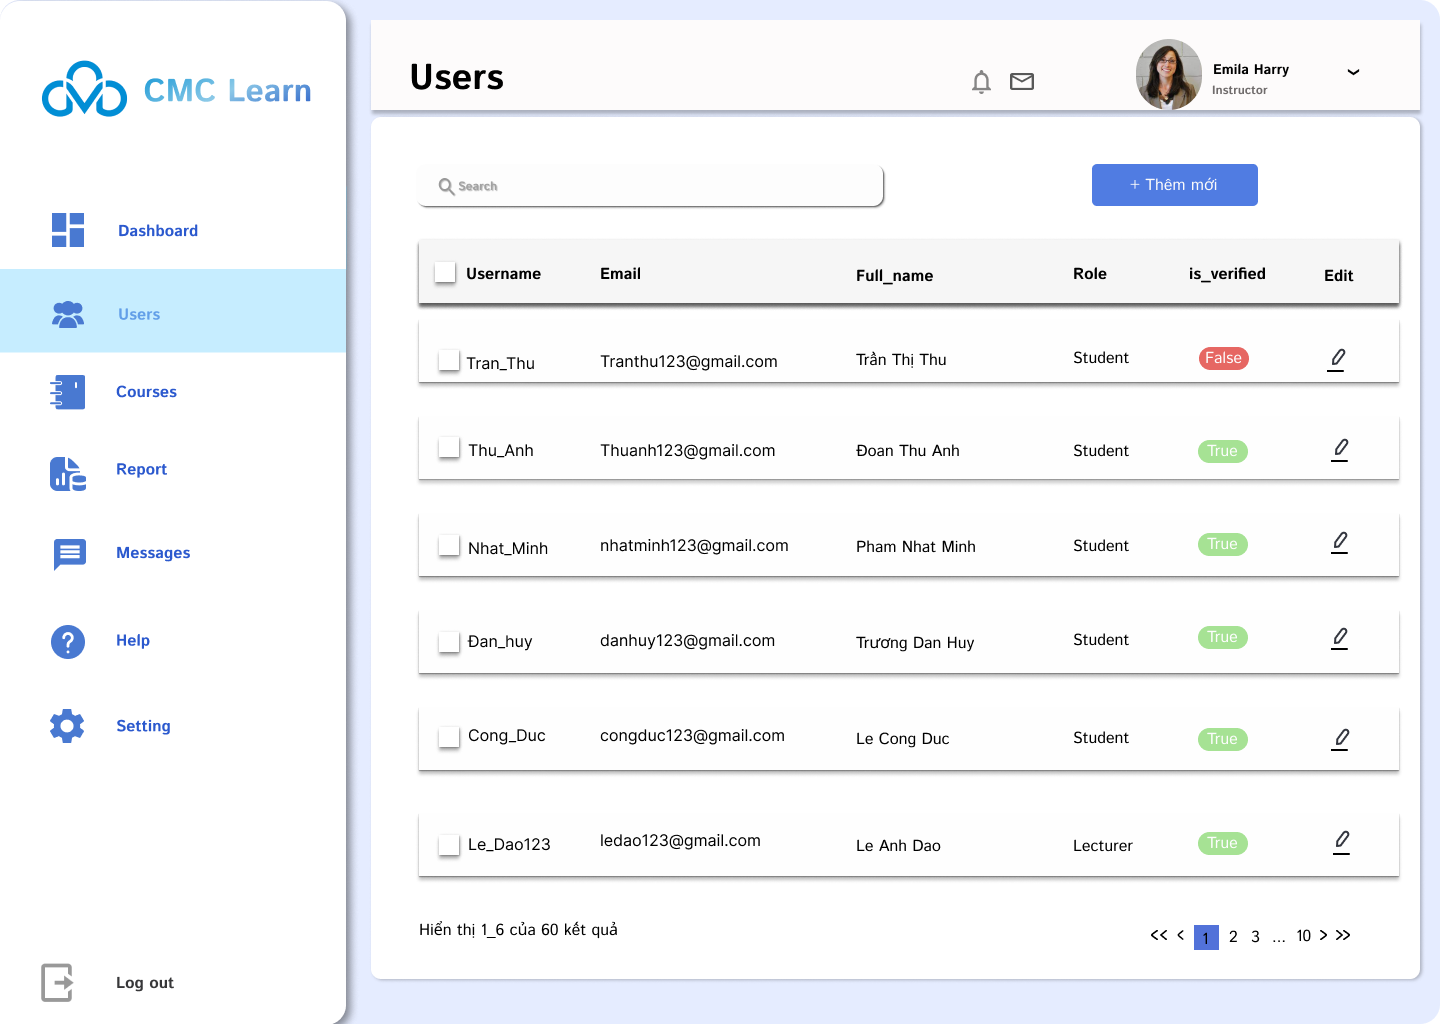 CMC Learn
Dashboard
Users
Courses
Report
Messages
Help
Setting
Log out
Users
Emila Harry
Instructor
Search
+ Thêm mới
Username Email Full_name Role is_verified Edit
Tran_Thu Tranthu123@gmail.com Trần Thị Thu Student False
Thu_Anh Thuanh123@gmail.com Đoan Thu Anh Student True
Nhat_Minh nhatminh123@gmail.com Pham Nhat Minh Student True
Đan_huy danhuy123@gmail.com Trương Dan Huy Student True
Cong_Duc congduc123@gmail.com Le Cong Duc Student True
Le_Dao123 ledao123@gmail.com Le Anh Dao Lecturer True
Hiển thị 1_6 của 60 kết quả
<< < 1 2 3 ... 10 > >>